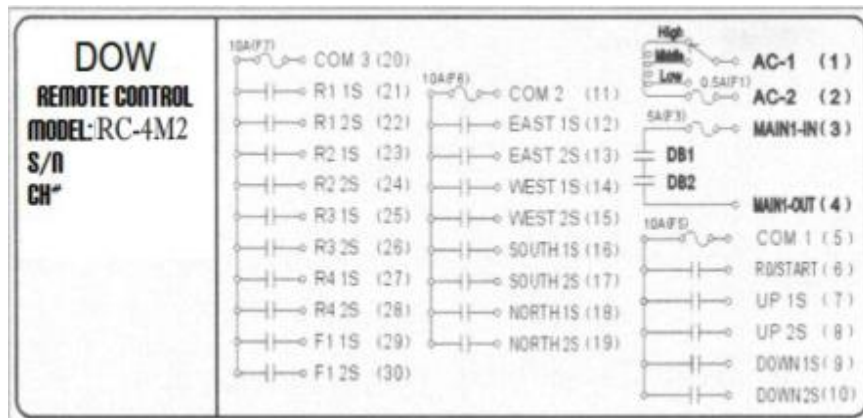 DOW
REMOTE CONTROL
MODEL: RC-4M2
S/N
CH#
10A(F7)
COM 3 (20)
R1 1S (21)
R1 2S (22)
R2 1S (23)
R2 2S (24)
R3 1S (25)
R3 2S (26)
R4 1S (27)
R4 2S (28)
F1 1S (29)
F1 2S (30)
10A(F6)
COM 2 (11)
EAST 1S (12)
EAST 2S (13)
WEST 1S (14)
WEST 2S (15)
SOUTH 1S (16)
SOUTH 2S (17)
NORTH 1S (18)
NORTH 2S (19)
High
Middle
Low
AC-1 (1)
0.5A(F1)
AC-2 (2)
5A(F3)
MAIN1-IN (3)
DB1
DB2
MAIN1-OUT (4)
10A(F5)
COM 1 (5)
R0/START (6)
UP 1S (7)
UP 2S (8)
DOWN 1S (9)
DOWN 2S (10)